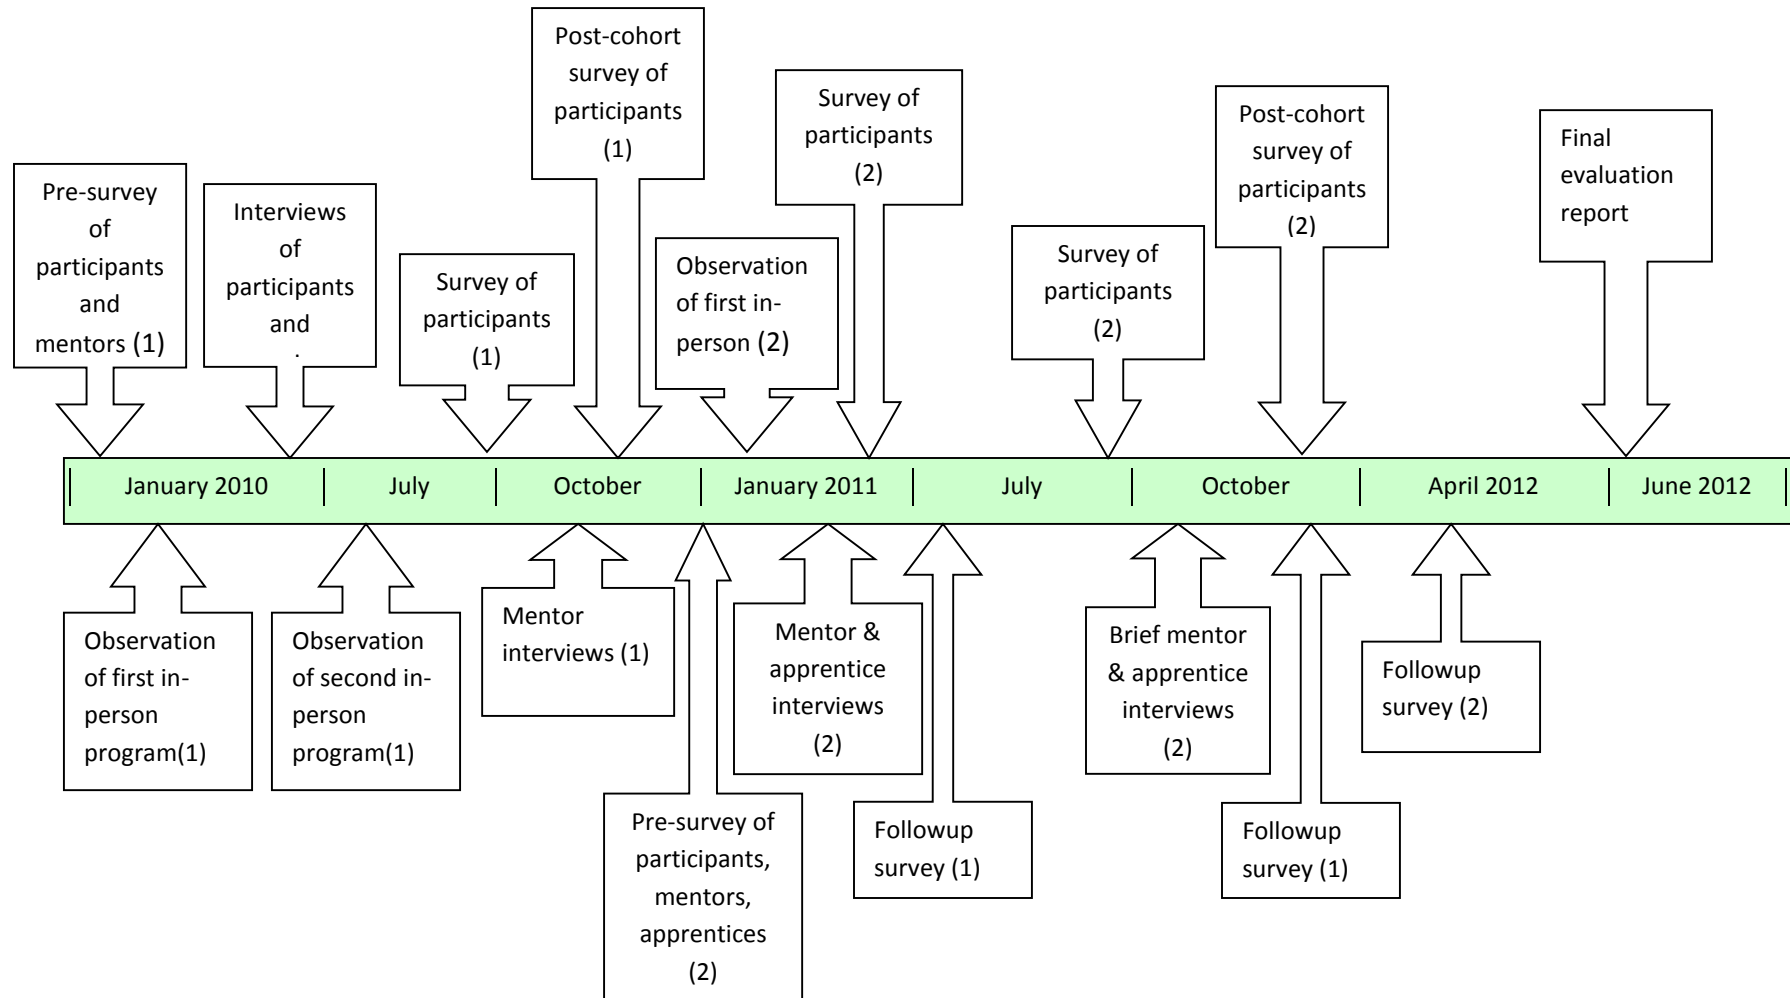 Post-cohort
survey of
participants
(1)
Survey of
participants
(2)
Post-cohort
survey of
participants
(2)
Final
evaluation
report
Pre-survey
of
participants
and
mentors (1)
Interviews
of
participants
and
Survey of
participants
(1)
Observation
of first in-
person (2)
Survey of
participants
(2)
January 2010
July
October
January 2011
July
October
April 2012
June 2012
Observation
of first in-
person
program(1)
Observation
of second in-
person
program(1)
Mentor
interviews (1)
Mentor &
apprentice
interviews
(2)
Brief mentor
& apprentice
interviews
(2)
Followup
survey (2)
Pre-survey of
participants,
mentors,
apprentices
(2)
Followup
survey (1)
Followup
survey (1)